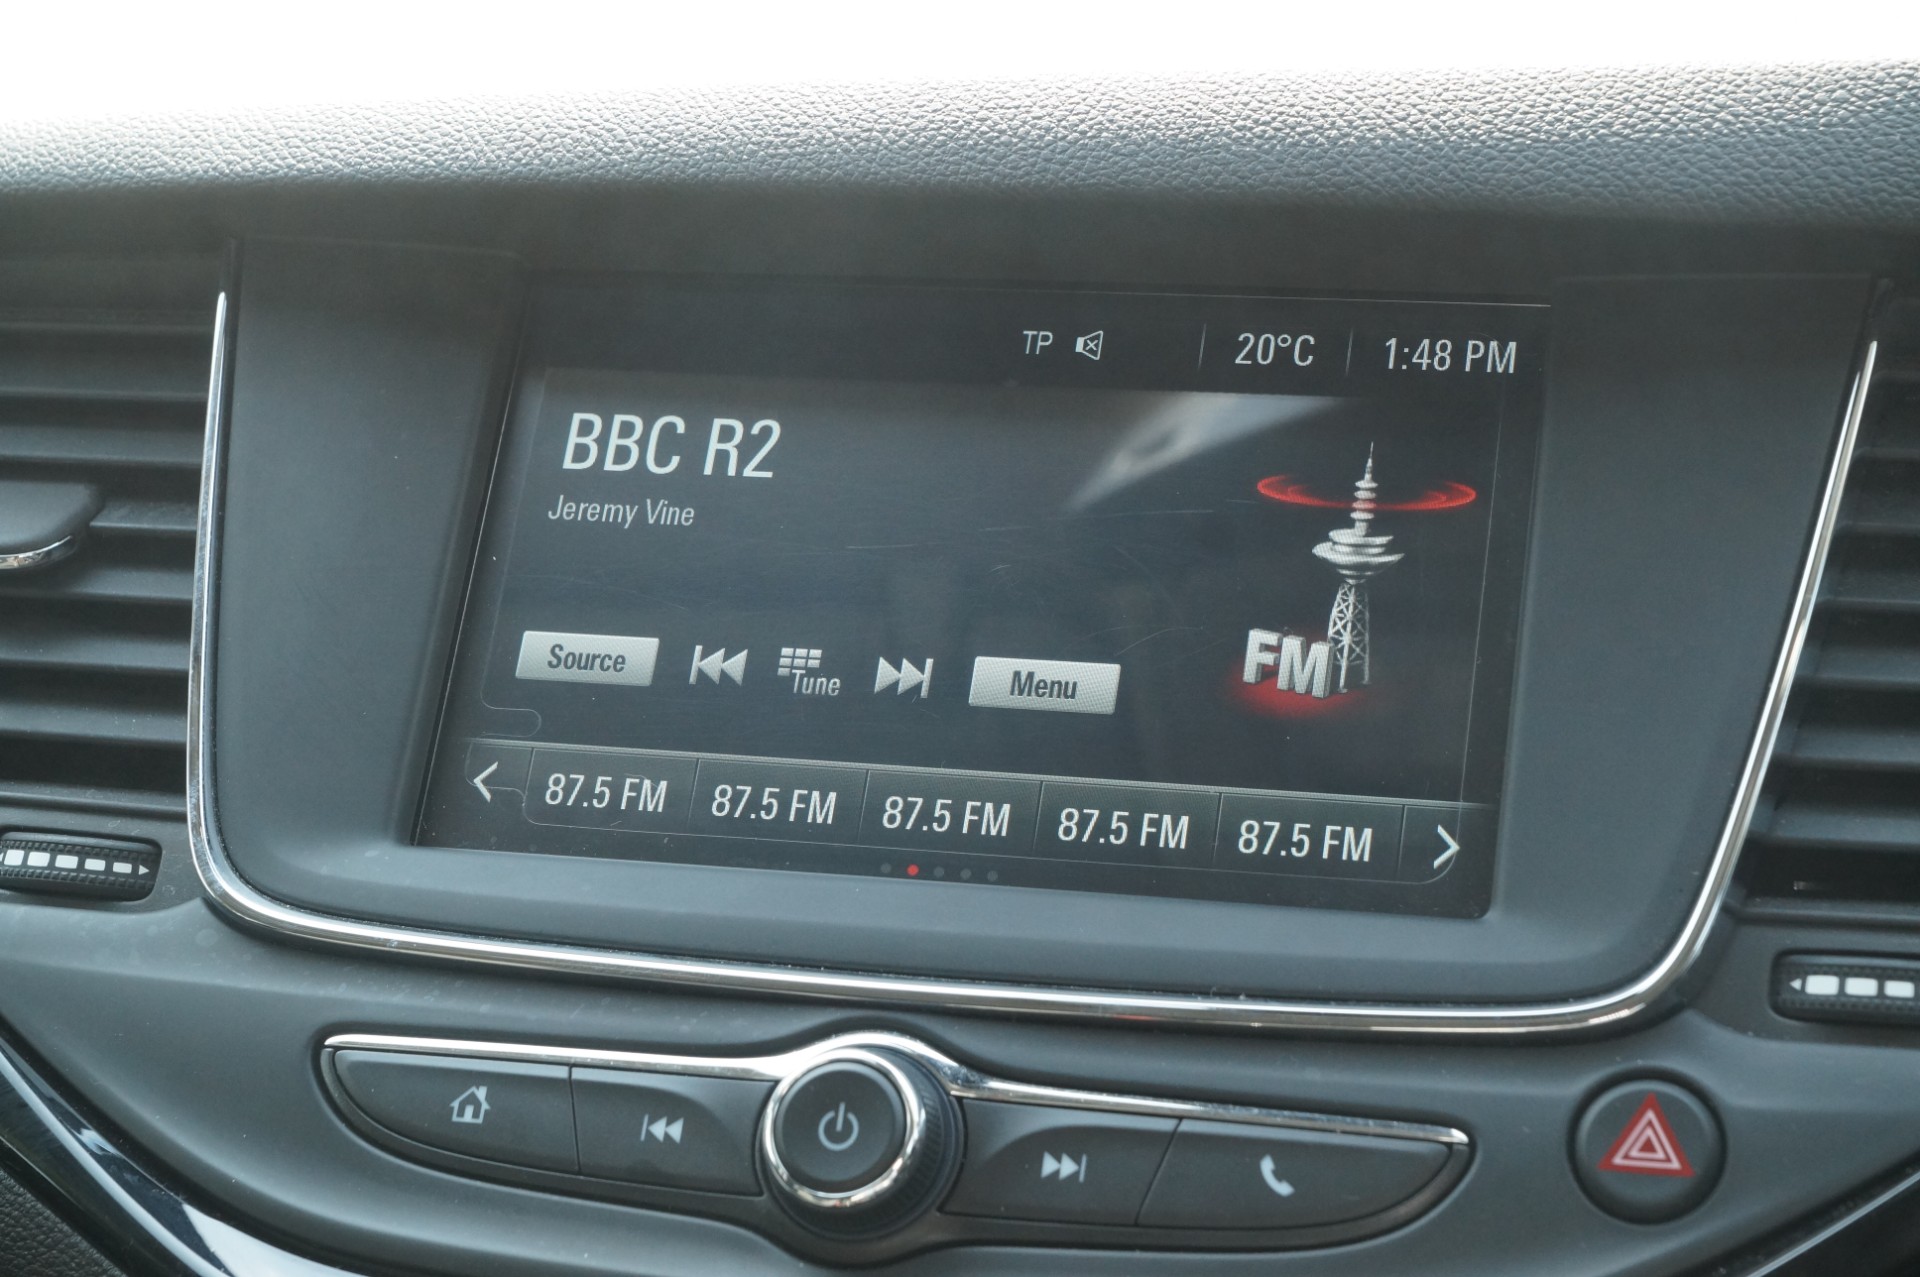 TP 20°C 1:48 PM
BBC R2
Jeremy Vine
Source Tune Menu
FM
87.5 FM 87.5 FM 87.5 FM 87.5 FM 87.5 FM